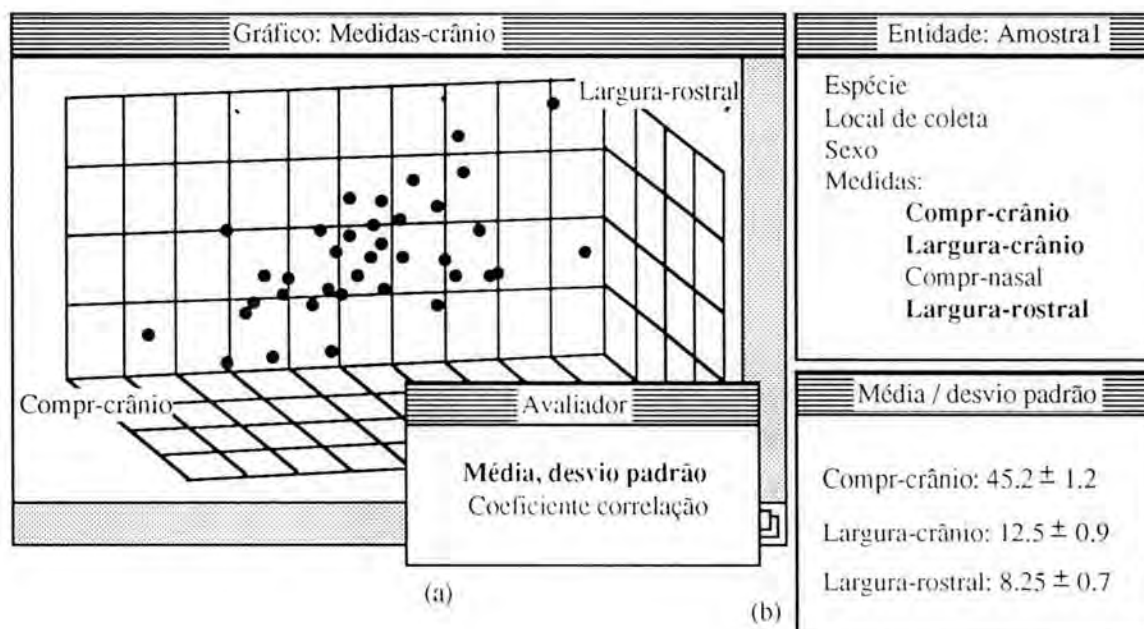 Gráfico: Medidas-crânio
Largura-rostral
Compr-crânio
Avaliador
Média, desvio padrão
Coeficiente correlação
(a)
Entidade: Amostra1
Espécie
Local de coleta
Sexo
Medidas:
Compr-crânio
Largura-crânio
Compr-nasal
Largura-rostral
Média / desvio padrão
Compr-crânio: 45.2 ± 1.2
Largura-crânio: 12.5 ± 0.9
Largura-rostral: 8.25 ± 0.7
(b)